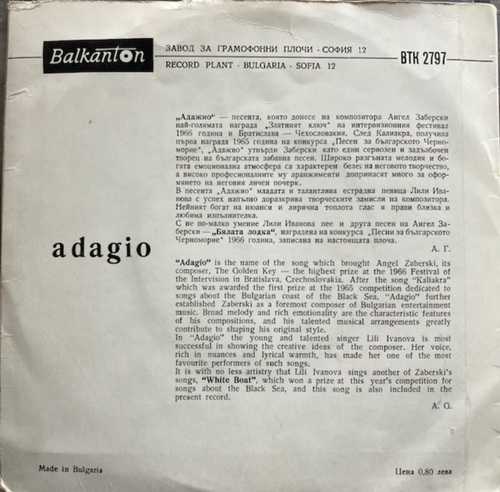 Balkanton
ЗАВОД ЗА ГРАМОФОННИ ПЛОЧИ - СОФИЯ 12
RECORD PLANT - BULGARIA - SOFIA 12
ВТК 2797
„Адажио" — песента, която донесе на композитора Ангел Заберски
най-голямата награда „Златният ключ" на интервизионния фестивал
1966 година в Братислава — Чехословакия. След Калиакра, получила
първа награда 1965 година на конкурса „Песен за българското Черно-
морие", „Адажио" утвърди Заберски като един сериозен и задълбочен
творец на българската забавна песен. Широко разгъната мелодия и бо-
гата емоционална атмосфера са характерен белег на неговото творчество,
а високо професионалните му аранжименти допринасят много за офор-
мянето на неговия личен почерк.
В песента „Адажио" младата и талантлива естрадна певица Лили Ива-
нова с успех напълно доразкрива творческите замисли на композитора.
Нейният богат на нюанси и лирична топлота глас я прави близка и
любима изпълнителка.
С не по-малко умение Лили Иванова пее и друга песен на Ангел За-
берски — „Бялата лодка", наградена на конкурса „Песни за българското
Черноморие" 1966 година, записана на настоящата плоча.
А. Г.
adagio
"Adagio" is the name of the song which brought Angel Zaberski, its
composer, The Golden Key — the highest prize at the 1966 Festival of
the Intervision in Bratislava, Czechoslovakia. After the song "Kaliakra"
which was awarded the first prize at the 1965 competition dedicated to
songs about the Bulgarian coast of the Black Sea, "Adagio" further
established Zaberski as a foremost composer of Bulgarian entertainment
music. Broad melody and rich emotionality are the characteristic features
of his compositions, and his talented musical arrangements greatly
contribute to shaping his original style.
In "Adagio" the young and talented singer Lili Ivanova is most
successful in showing the creative ideas of the composer. Her voice,
rich in nuances and lyrical warmth, has made her one of the most
favourite performers of such songs.
It is with no less artistry that Lili Ivanova sings another of Zaberski's
songs, "White Boat", which won a prize at this year's competition for
songs about the Black Sea, and this song is also included in the
present record.
A. G.
Made in Bulgaria
Цена 0,80 лева